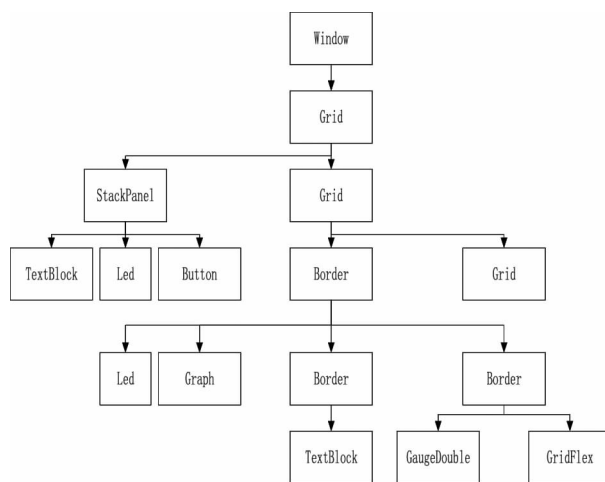 Window
Grid
StackPanel
Grid
TextBlock
Led
Button
Border
Grid
Led
Graph
Border
Border
TextBlock
GaugeDouble
GridFlex